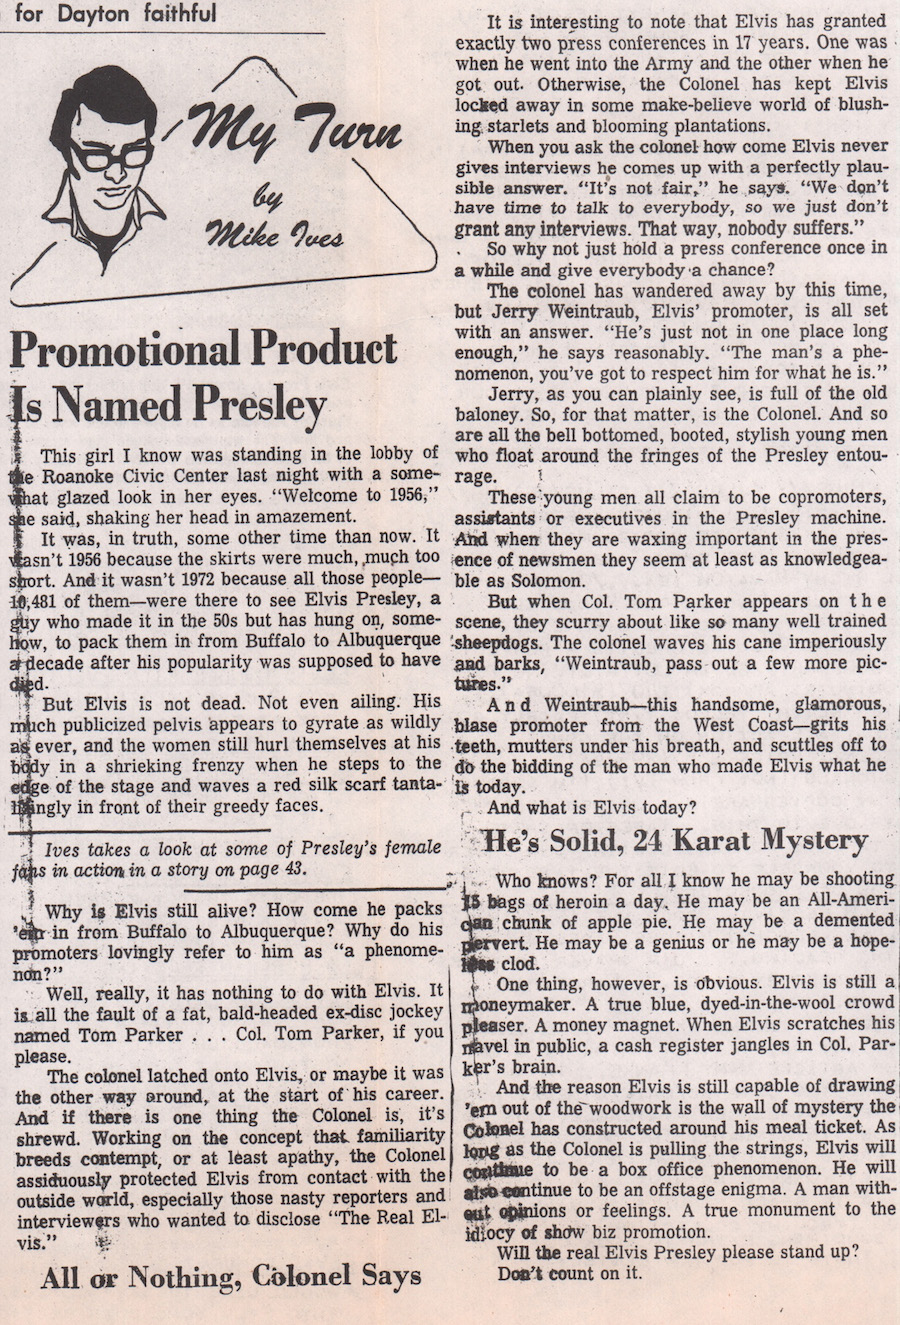 for Dayton faithful
My Turn
by
Mike Ives
Promotional Product
Is Named Presley
This girl I know was standing in the lobby of
the Roanoke Civic Center last night with a some-
what glazed look in her eyes. “Welcome to 1956,”
she said, shaking her head in amazement.
It was, in truth, some other time than now. It
wasn't 1956 because the skirts were much, much too
short. And it wasn't 1972 because all those people—
10,481 of them—were there to see Elvis Presley, a
guy who made it in the 50s but has hung on, some-
how, to pack them in from Buffalo to Albuquerque
a decade after his popularity was supposed to have
died.
But Elvis is not dead. Not even ailing. His
much publicized pelvis appears to gyrate as wildly
as ever, and the women still hurl themselves at his
body in a shrieking frenzy when he steps to the
edge of the stage and waves a red silk scarf tanta-
lizingly in front of their greedy faces.
Ives takes a look at some of Presley's female
fans in action in a story on page 43.
Why is Elvis still alive? How come he packs
'em in from Buffalo to Albuquerque? Why do his
promoters lovingly refer to him as “a phenome-
non?”
Well, really, it has nothing to do with Elvis. It
is all the fault of a fat, bald-headed ex-disc jockey
named Tom Parker . . . Col. Tom Parker, if you
please.
The colonel latched onto Elvis, or maybe it was
the other way around, at the start of his career.
And if there is one thing the Colonel is, it's
shrewd. Working on the concept that familiarity
breeds contempt, or at least apathy, the Colonel
assiduously protected Elvis from contact with the
outside world, especially those nasty reporters and
interviewers who wanted to disclose “The Real El-
vis.”
All or Nothing, Colonel Says
It is interesting to note that Elvis has granted
exactly two press conferences in 17 years. One was
when he went into the Army and the other when he
got out. Otherwise, the Colonel has kept Elvis
locked away in some make-believe world of blush-
ing starlets and blooming plantations.
When you ask the colonel how come Elvis never
gives interviews he comes up with a perfectly plau-
sible answer. “It's not fair,” he says. “We don't
have time to talk to everybody, so we just don't
grant any interviews. That way, nobody suffers.”
So why not just hold a press conference once in
a while and give everybody a chance?
The colonel has wandered away by this time,
but Jerry Weintraub, Elvis' promoter, is all set
with an answer. “He's just not in one place long
enough,” he says reasonably. “The man's a phe-
nomenon, you've got to respect him for what he is.”
Jerry, as you can plainly see, is full of the old
baloney. So, for that matter, is the Colonel. And so
are all the bell bottomed, booted, stylish young men
who float around the fringes of the Presley entou-
rage.
These young men all claim to be copromoters,
assistants or executives in the Presley machine.
And when they are waxing important in the pres-
ence of newsmen they seem at least as knowledgea-
ble as Solomon.
But when Col. Tom Parker appears on the
scene, they scurry about like so many well trained
sheepdogs. The colonel waves his cane imperiously
and barks, “Weintraub, pass out a few more pic-
tures.”
And Weintraub—this handsome, glamorous,
blase promoter from the West Coast—grits his
teeth, mutters under his breath, and scuttles off to
do the bidding of the man who made Elvis what he
is today.
And what is Elvis today?
He's Solid, 24 Karat Mystery
Who knows? For all I know he may be shooting
15 bags of heroin a day. He may be an All-Ameri-
can chunk of apple pie. He may be a demented
pervert. He may be a genius or he may be a hope-
less clod.
One thing, however, is obvious. Elvis is still a
moneymaker. A true blue, dyed-in-the-wool crowd
pleaser. A money magnet. When Elvis scratches his
navel in public, a cash register jangles in Col. Par-
ker's brain.
And the reason Elvis is still capable of drawing
'em out of the woodwork is the wall of mystery the
Colonel has constructed around his meal ticket. As
long as the Colonel is pulling the strings, Elvis will
continue to be a box office phenomenon. He will
also continue to be an offstage enigma. A man with-
out opinions or feelings. A true monument to the
idiocy of show biz promotion.
Will the real Elvis Presley please stand up?
Don't count on it.